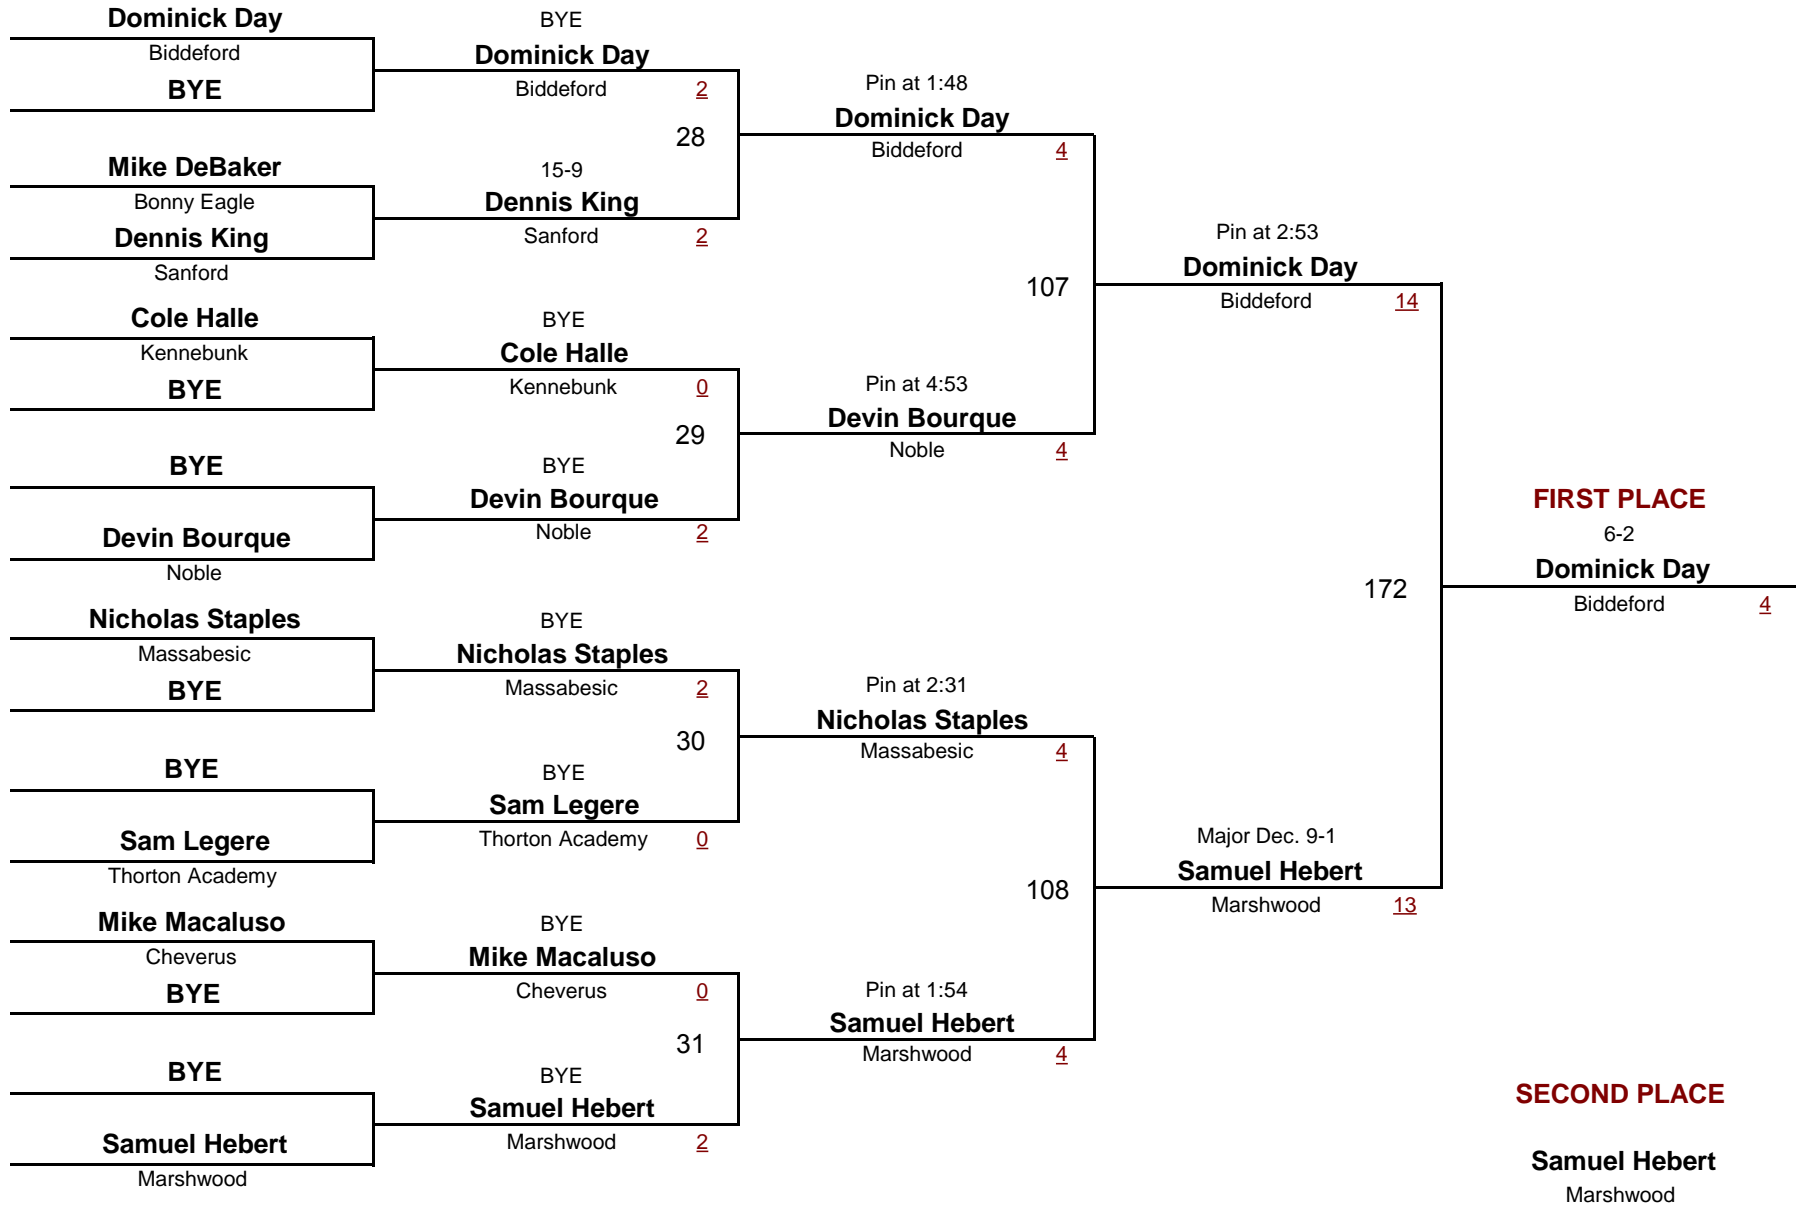 Dominick Day
Biddeford
BYE
Mike DeBaker
Bonny Eagle
Dennis King
Sanford
Cole Halle
Kennebunk
BYE
BYE
Devin Bourque
Noble
Nicholas Staples
Massabesic
BYE
BYE
Sam Legere
Thorton Academy
Mike Macaluso
Cheverus
BYE
BYE
Samuel Hebert
Marshwood
BYE
Dominick Day
Biddeford 2
28
15-9
Dennis King
Sanford 2
BYE
Cole Halle
Kennebunk 0
29
BYE
Devin Bourque
Noble 2
BYE
Nicholas Staples
Massabesic 2
30
BYE
Sam Legere
Thorton Academy 0
BYE
Mike Macaluso
Cheverus 0
31
BYE
Samuel Hebert
Marshwood 2
Pin at 1:48
Dominick Day
Biddeford 4
107
Pin at 4:53
Devin Bourque
Noble 4
Pin at 2:31
Nicholas Staples
Massabesic 4
108
Pin at 1:54
Samuel Hebert
Marshwood 4
Pin at 2:53
Dominick Day
Biddeford 14
172
Major Dec. 9-1
Samuel Hebert
Marshwood 13
FIRST PLACE
6-2
Dominick Day
Biddeford 4
SECOND PLACE
Samuel Hebert
Marshwood